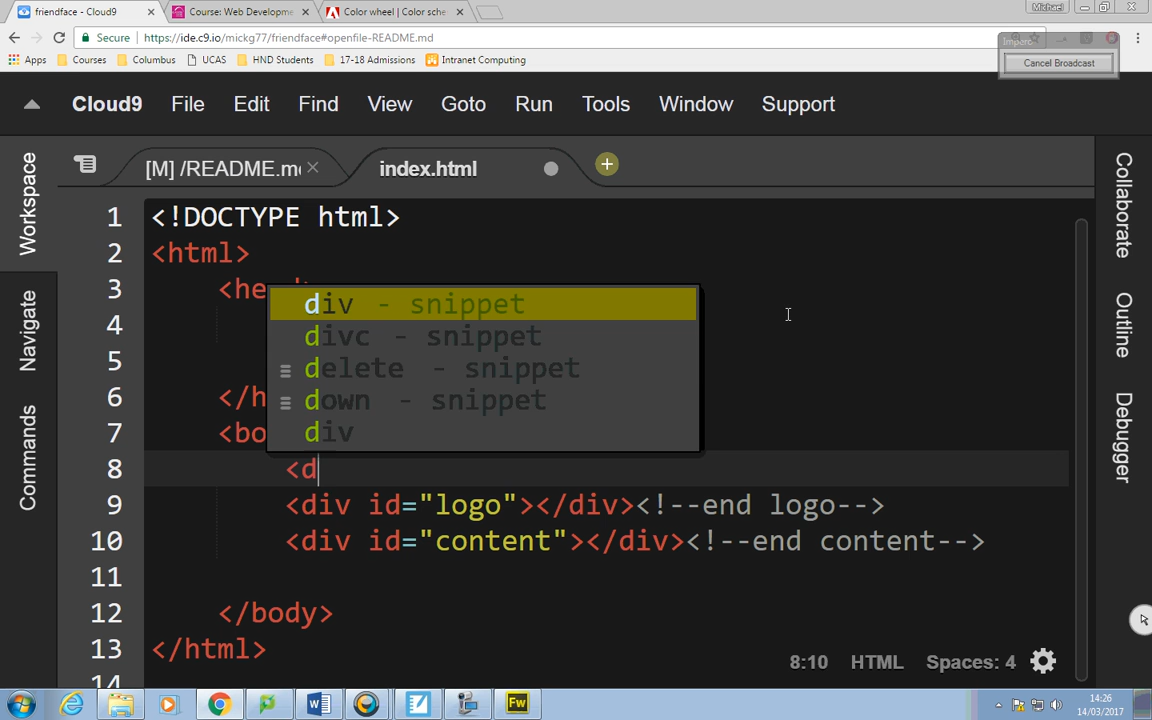 friendface - Cloud9
Course: Web Developme
Color wheel | Color sche
Michael
Secure https://ide.c9.io/mickg77/friendface#openfile-README.md
Apps Courses Columbus UCAS HND Students 17-18 Admissions Intranet Computing
Impero
Cancel Broadcast
Cloud9 File Edit Find View Goto Run Tools Window Support
Workspace
Navigate
Commands
[M] /README.m
index.html
Collaborate
Outline
Debugger
1 <!DOCTYPE html>
2 <html>
3 <he
4
5
6 </h
7 <bo
div - snippet
divc - snippet
delete - snippet
down - snippet
div
8 <d
9 <div id="logo"></div><!--end logo-->
10 <div id="content"></div><!--end content-->
11
12 </body>
13 </html>
14
8:10 HTML Spaces: 4
Fw
14:26
14/03/2017